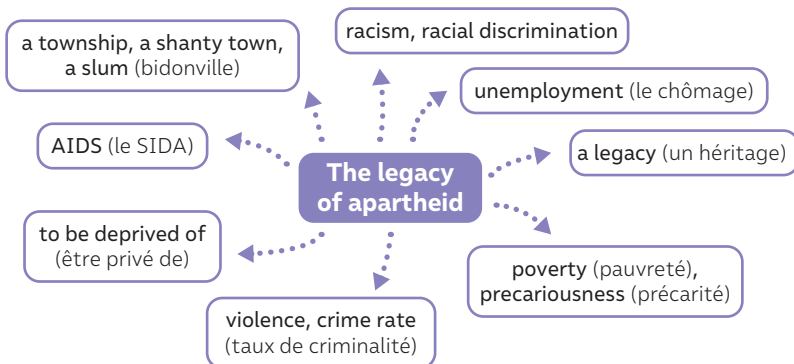 a township, a shanty town,
a slum (bidonville)
racism, racial discrimination
unemployment (le chômage)
AIDS (le SIDA)
The legacy
of apartheid
a legacy (un héritage)
to be deprived of
(être privé de)
poverty (pauvreté),
precariousness (précarité)
violence, crime rate
(taux de criminalité)